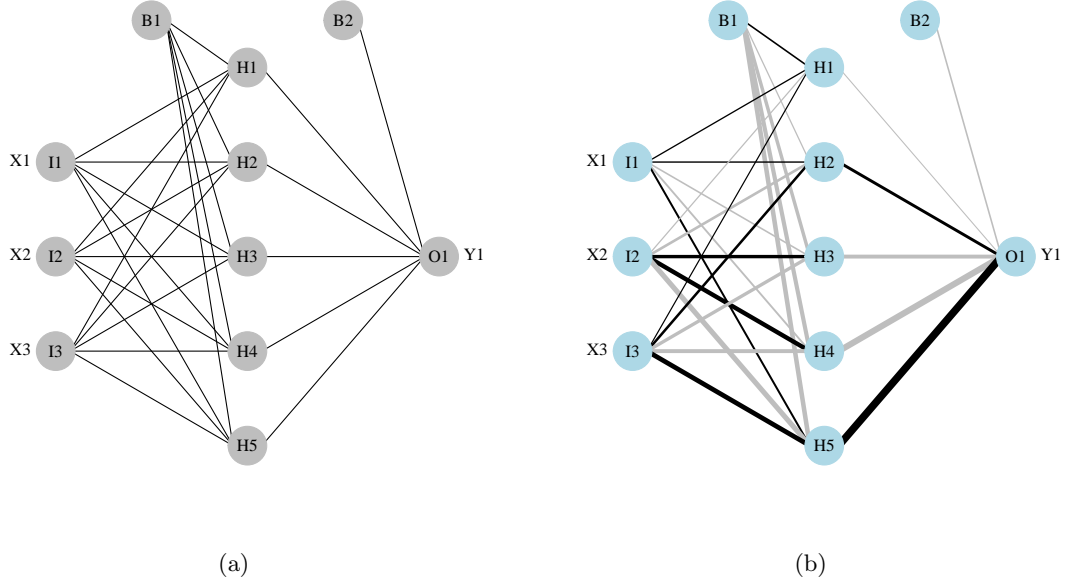 B1
B2
H1
X1 I1 H2
X2 I2 H3 O1 Y1
X3 I3 H4
H5
(a)
B1
B2
H1
X1 I1 H2
X2 I2 H3 O1 Y1
X3 I3 H4
H5
(b)